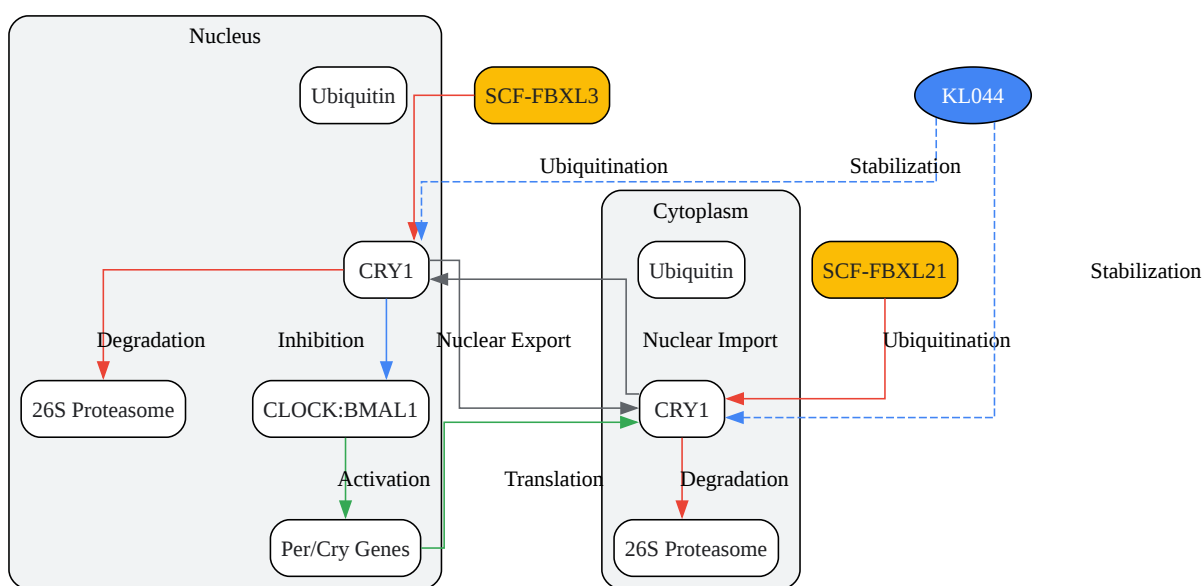 Nucleus
Ubiquitin
SCF-FBXL3
KL044
Ubiquitination
Stabilization
Cytoplasm
CRY1
Ubiquitin
SCF-FBXL21
Stabilization
Degradation
Inhibition
Nuclear Export
Nuclear Import
Ubiquitination
26S Proteasome
CLOCK:BMAL1
CRY1
Activation
Translation
Degradation
Per/Cry Genes
26S Proteasome